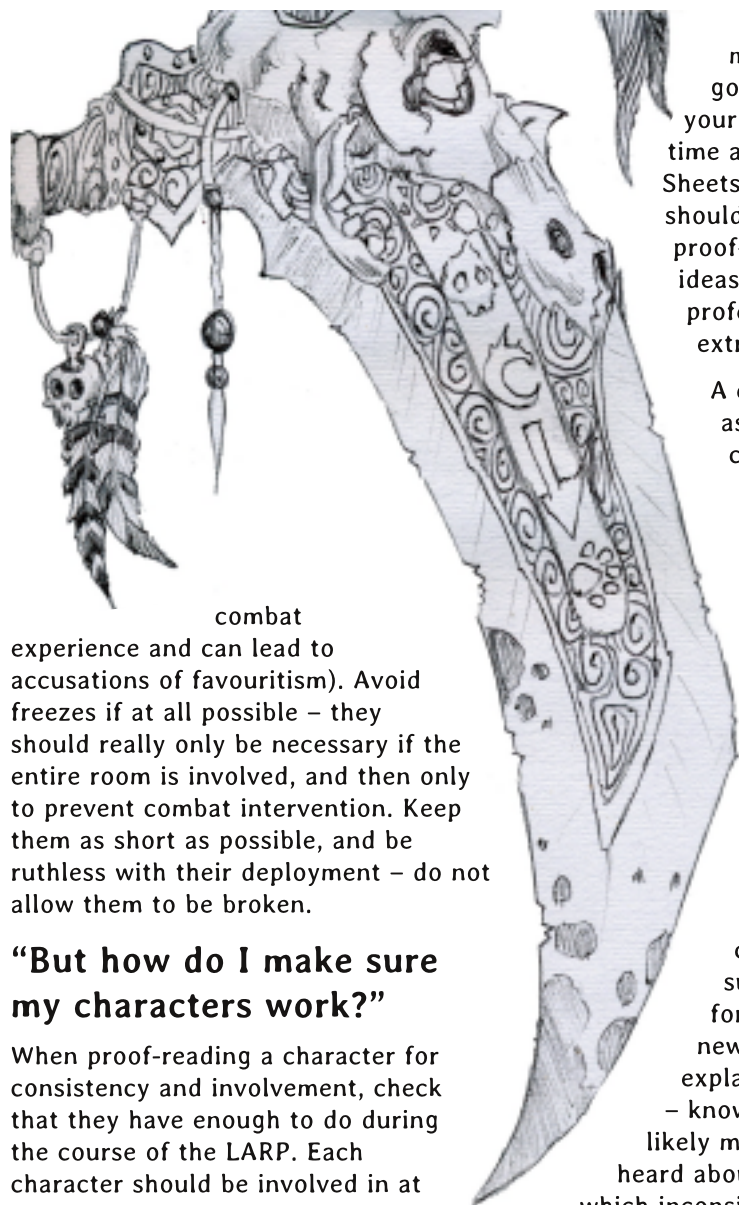 combat
experience and can lead to
accusations of favouritism). Avoid
freezes if at all possible – they
should really only be necessary if the
entire room is involved, and then only
to prevent combat intervention. Keep
them as short as possible, and be
ruthless with their deployment – do not
allow them to be broken.
“But how do I make sure
my characters work?”
When proof-reading a character for
consistency and involvement, check
that they have enough to do during
the course of the LARP. Each
character should be involved in at
go
your
time a
Sheets
should
proof-
ideas
prof
extr
A
as
su
for
new
expla
– know
likely m
heard abou
which inconsi